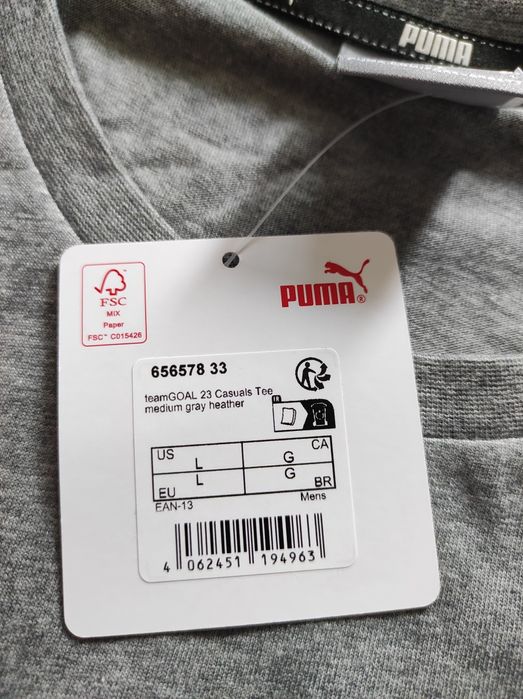 PUMA
FSC
MIX
Paper
FSC™ C015426
PUMA®
656578 33
teamGOAL 23 Casuals Tee
medium gray heather
FR
US L G CA
EU L G BR
EAN-13 Mens
4 062451 194963